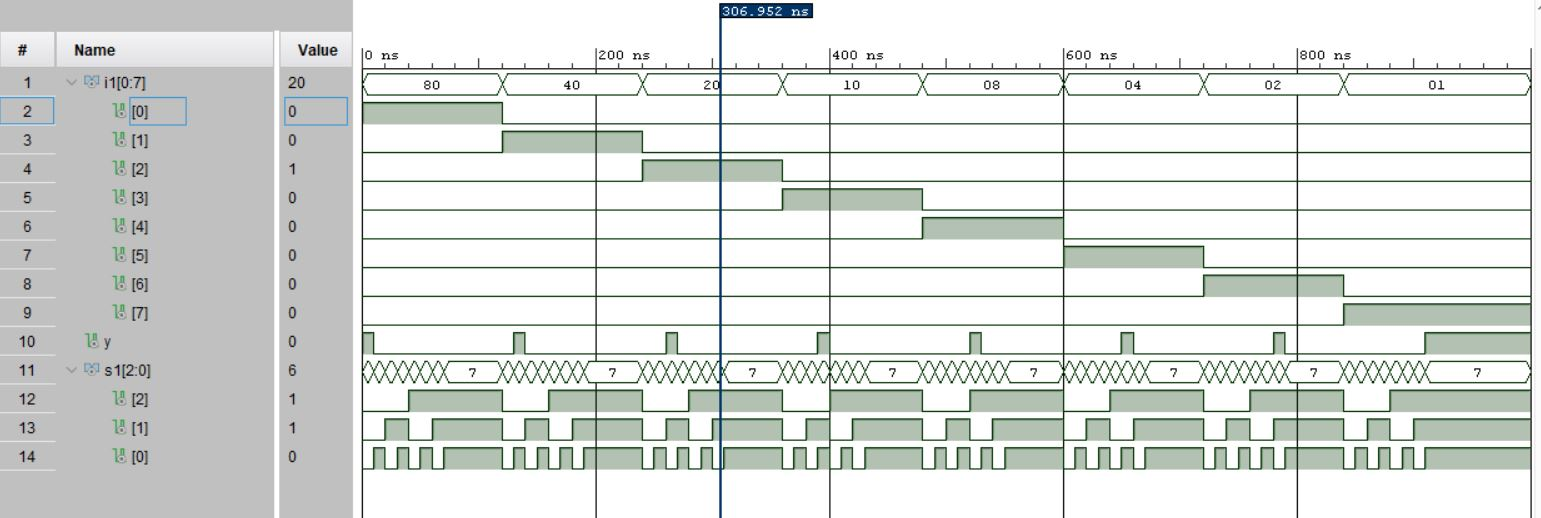 306.952 ns
# Name Value
0 ns 200 ns 400 ns 600 ns 800 ns
1 i1[0:7] 20 80 40 20 10 08 04 02 01
2 [0] 0
3 [1] 0
4 [2] 1
5 [3] 0
6 [4] 0
7 [5] 0
8 [6] 0
9 [7] 0
10 y 0
11 s1[2:0] 6 7 7 7 7 7 7 7 7
12 [2] 1
13 [1] 1
14 [0] 0